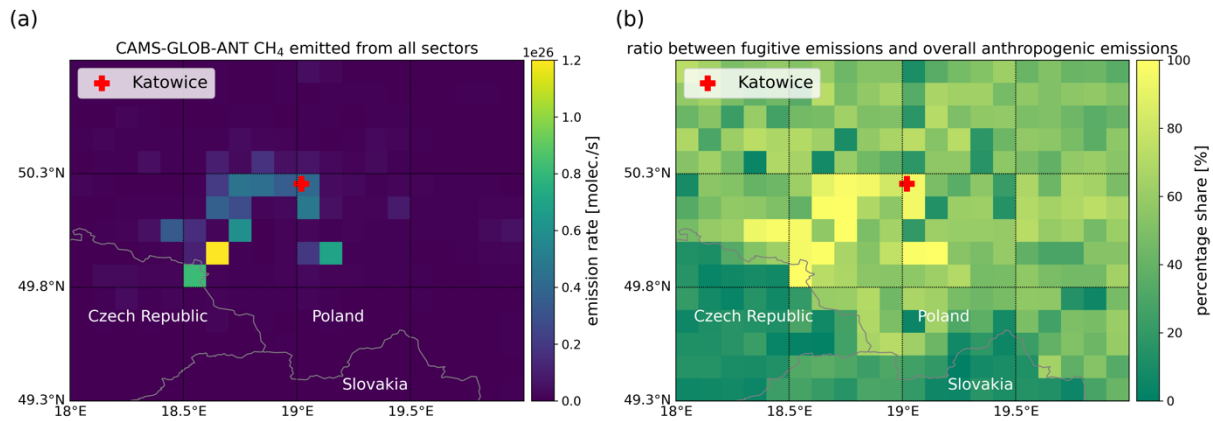 (a)
CAMS-GLOB-ANT CH₄ emitted from all sectors
1e26
Katowice
50.3°N
49.8°N
49.3°N
18°E
18.5°E
19°E
19.5°E
Czech Republic
Poland
Slovakia
1.2
1.0
0.8
0.6
0.4
0.2
0.0
emission rate [molec./s]
(b)
ratio between fugitive emissions and overall anthropogenic emissions
Katowice
50.3°N
49.8°N
49.3°N
18°E
18.5°E
19°E
19.5°E
Czech Republic
Poland
Slovakia
100
80
60
40
20
0
percentage share [%]